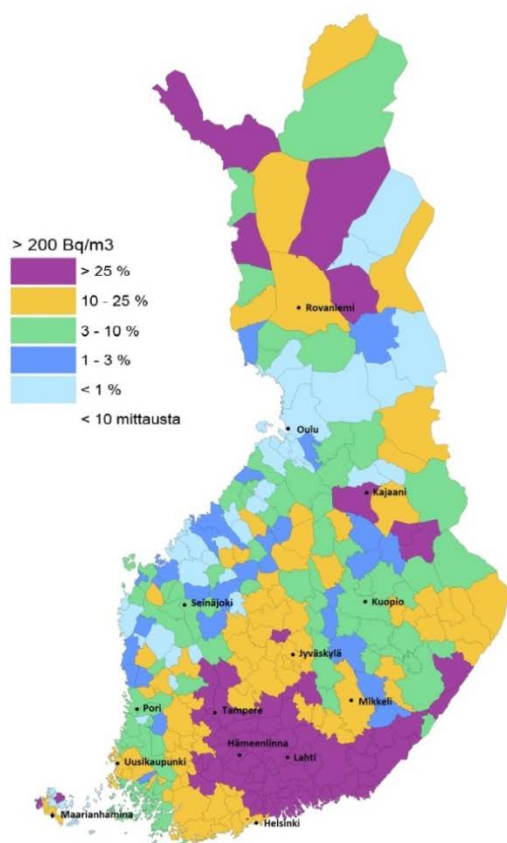 > 200 Bq/m3
> 25 %
10 - 25 %
3 - 10 %
1 - 3 %
< 1 %
< 10 mittausta
Rovaniemi
Oulu
Kajaani
Seinäjoki
Kuopio
Jyväskylä
Mikkeli
Pori
Tampere
Hämeeniinna
Lahti
Uusikaupunki
Maarianhamina
Helsinki